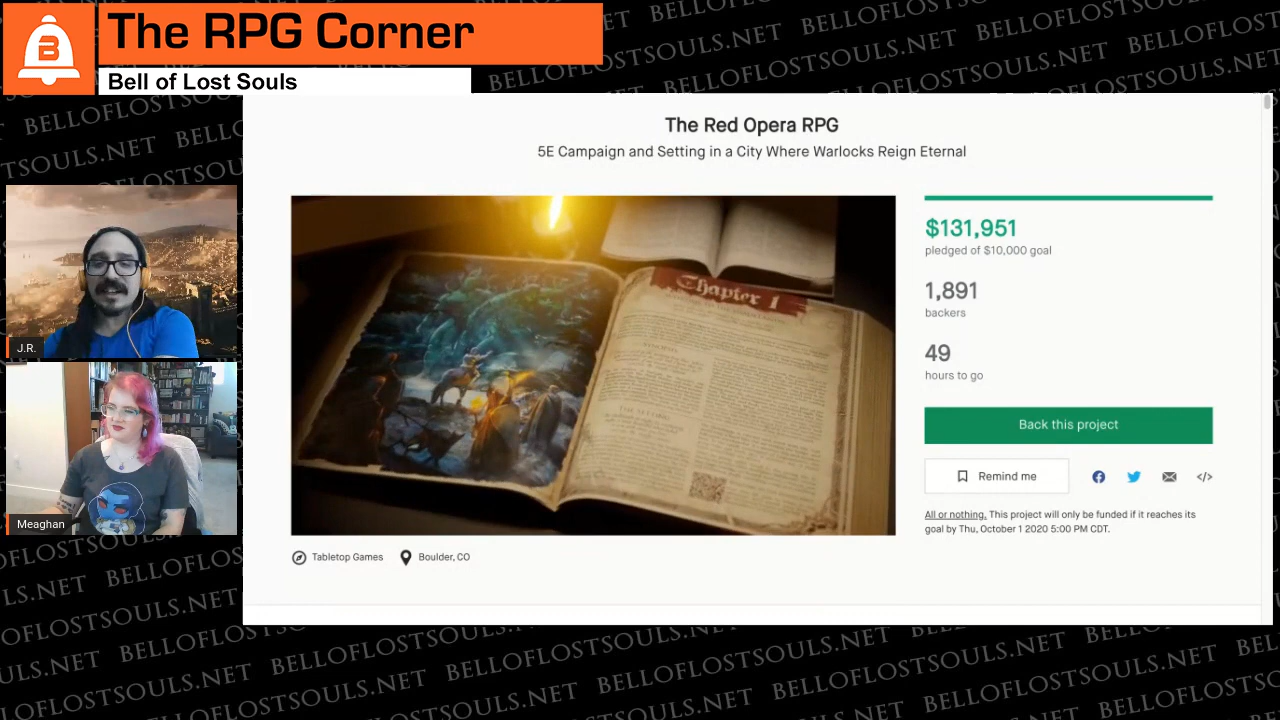 The RPG Corner
Bell of Lost Souls
The Red Opera RPG
5E Campaign and Setting in a City Where Warlocks Reign Eternal
Chapter 1
$131,951
pledged of $10,000 goal
1,891
backers
49
hours to go
Back this project
Remind me
All or nothing. This project will only be funded if it reaches its
goal by Thu, October 1 2020 5:00 PM CDT.
Tabletop Games
Boulder, CO
J.R.
Meaghan
BELLOFLOSTSOULS.NET